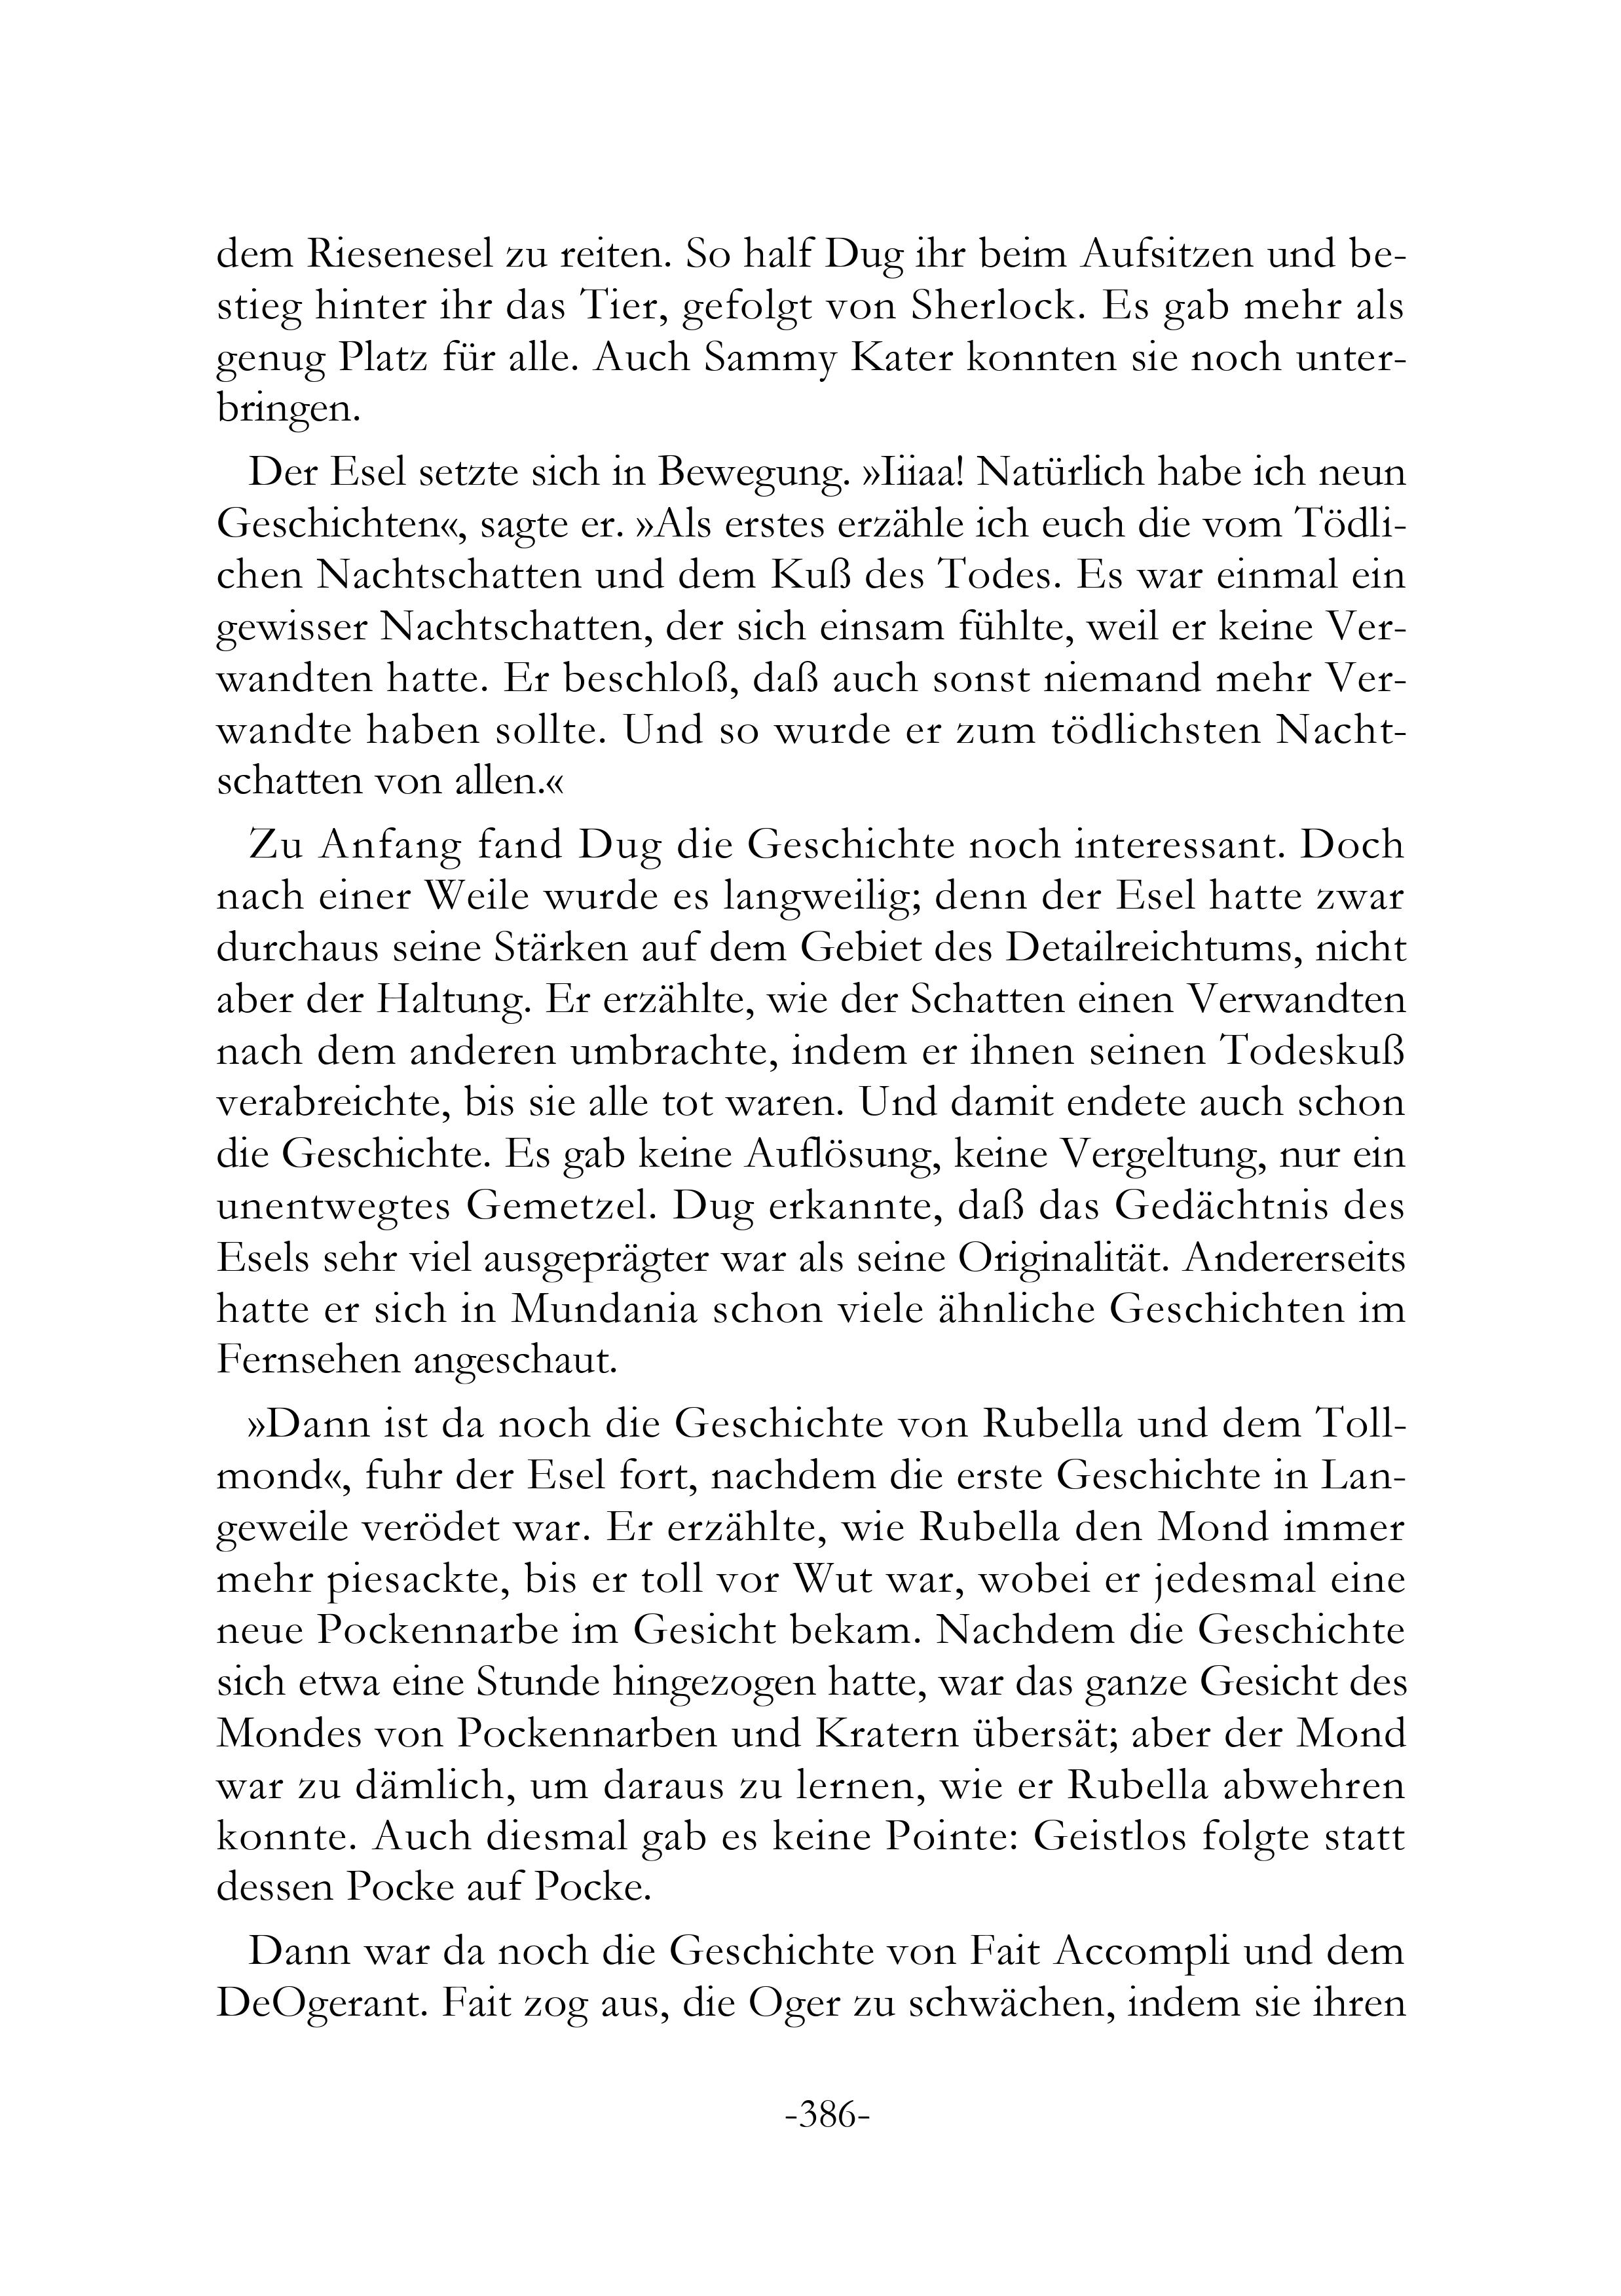 dem Riesenesel zu reiten. So half Dug ihr beim Aufsitzen und be-
stieg hinter ihr das Tier, gefolgt von Sherlock. Es gab mehr als
genug Platz für alle. Auch Sammy Kater konnten sie noch unter-
bringen.
Der Esel setzte sich in Bewegung. »Iiiaa! Natürlich habe ich neun
Geschichten«, sagte er. »Als erstes erzähle ich euch die vom Tödli-
chen Nachtschatten und dem Kuß des Todes. Es war einmal ein
gewisser Nachtschatten, der sich einsam fühlte, weil er keine Ver-
wandten hatte. Er beschloß, daß auch sonst niemand mehr Ver-
wandte haben sollte. Und so wurde er zum tödlichsten Nacht-
schatten von allen.«
Zu Anfang fand Dug die Geschichte noch interessant. Doch
nach einer Weile wurde es langweilig; denn der Esel hatte zwar
durchaus seine Stärken auf dem Gebiet des Detailreichtums, nicht
aber der Haltung. Er erzählte, wie der Schatten einen Verwandten
nach dem anderen umbrachte, indem er ihnen seinen Todeskuß
verabreichte, bis sie alle tot waren. Und damit endete auch schon
die Geschichte. Es gab keine Auflösung, keine Vergeltung, nur ein
unentwegtes Gemetzel. Dug erkannte, daß das Gedächtnis des
Esels sehr viel ausgeprägter war als seine Originalität. Andererseits
hatte er sich in Mundania schon viele ähnliche Geschichten im
Fernsehen angeschaut.
»Dann ist da noch die Geschichte von Rubella und dem Toll-
mond«, fuhr der Esel fort, nachdem die erste Geschichte in Lan-
geweile verödet war. Er erzählte, wie Rubella den Mond immer
mehr piesackte, bis er toll vor Wut war, wobei er jedesmal eine
neue Pockennarbe im Gesicht bekam. Nachdem die Geschichte
sich etwa eine Stunde hingezogen hatte, war das ganze Gesicht des
Mondes von Pockennarben und Kratern übersät; aber der Mond
war zu dämlich, um daraus zu lernen, wie er Rubella abwehren
konnte. Auch diesmal gab es keine Pointe: Geistlos folgte statt
dessen Pocke auf Pocke.
Dann war da noch die Geschichte von Fait Accompli und dem
DeOgerant. Fait zog aus, die Oger zu schwächen, indem sie ihren
-386-